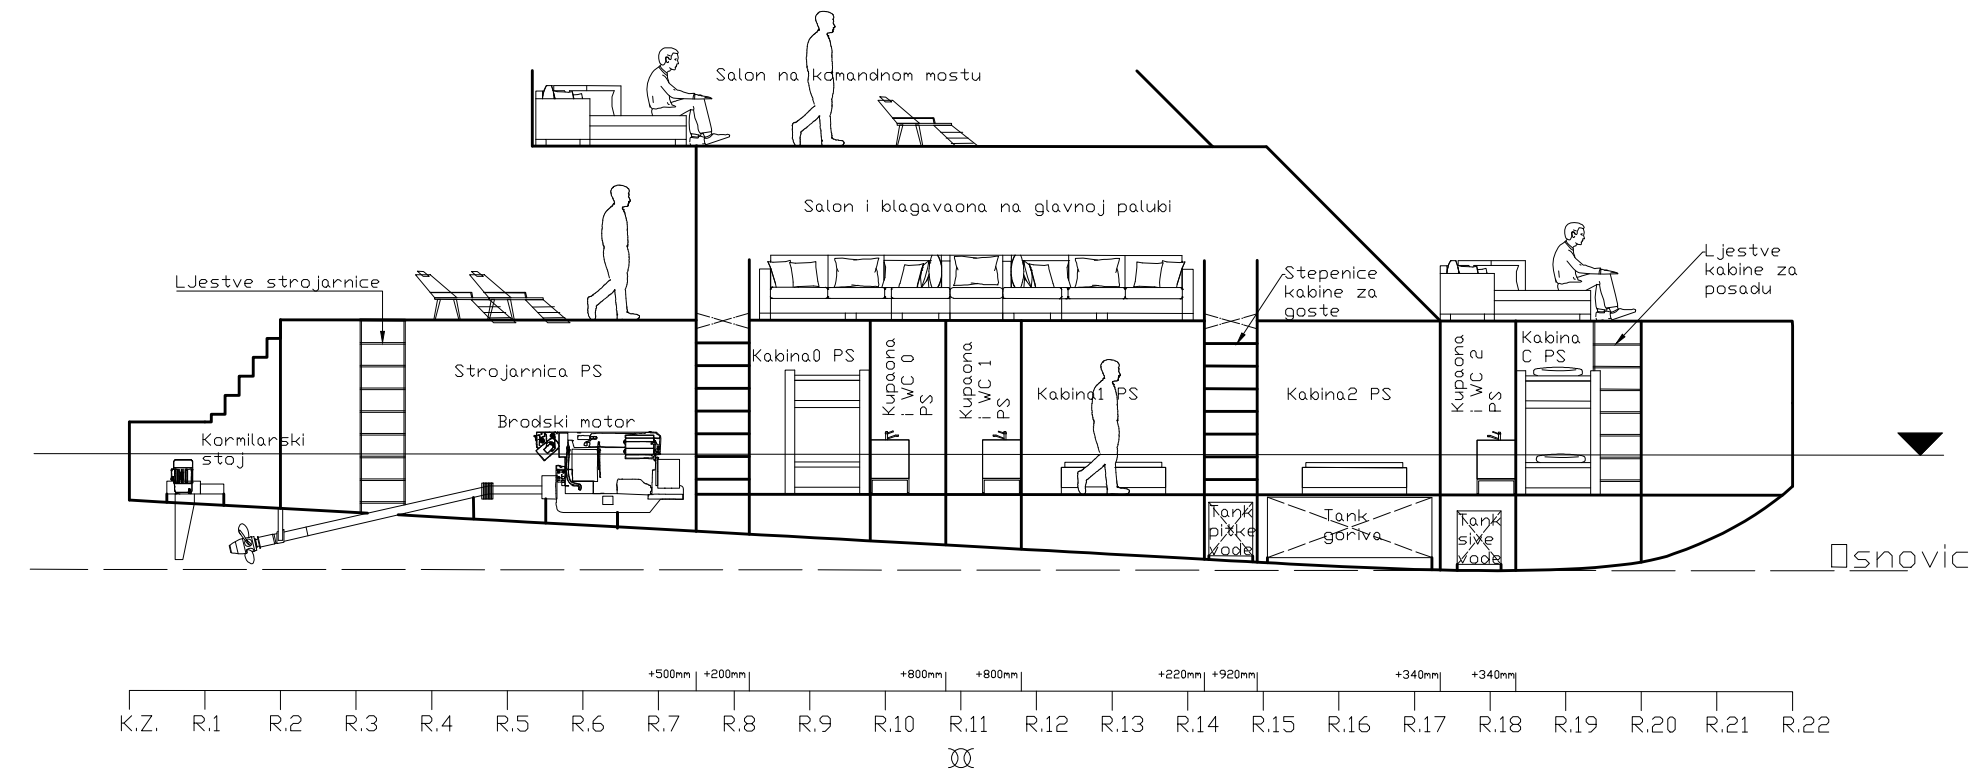 Salon na komandnom mostu
Salon i blagavaona na glavnoj palubi
LJestve strojarnice
Stepenice
kabine za
goste
Ljestve
kabine za
posadu
Strojarnica PS
Brodski motor
Kormilarski
stoj
Kabina0 PS
Kupaona
i WC 0
PS
Kupaona
i WC 1
PS
Kabina1 PS
Kabina2 PS
Kupaona
i WC 2
PS
Kabina
C PS
Tank
pitke
vode
Tank
goriva
Tank
sive
vode
Osnovic
+500mm +200mm +800mm +800mm +220mm +920mm +340mm +340mm
K.Z. R.1 R.2 R.3 R.4 R.5 R.6 R.7 R.8 R.9 R.10 R.11 R.12 R.13 R.14 R.15 R.16 R.17 R.18 R.19 R.20 R.21 R.22